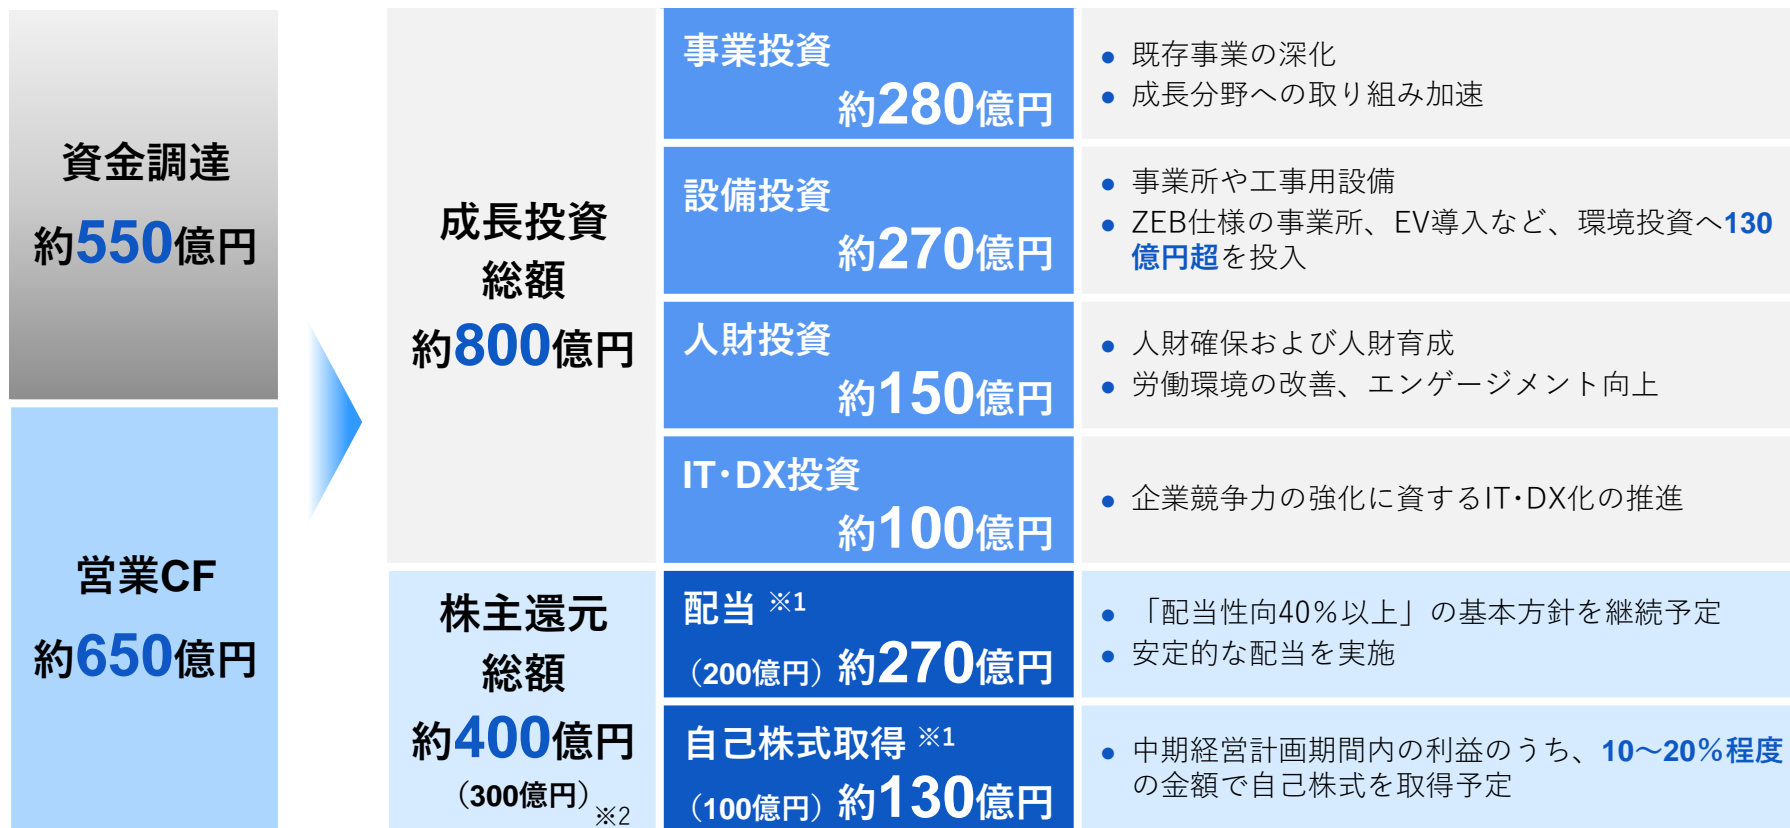 資金調達
約550億円
営業CF
約650億円
成長投資
総額
約800億円
事業投資
約280億円
● 既存事業の深化
● 成長分野への取り組み加速
設備投資
約270億円
● 事業所や工事用設備
● ZEB仕様の事業所、EV導入など、環境投資へ130
億円超を投入
人財投資
約150億円
● 人財確保および人財育成
● 労働環境の改善、エンゲージメント向上
IT･DX投資
約100億円
● 企業競争力の強化に資するIT･DX化の推進
株主還元
総額
約400億円
（300億円）※2
配当 ※1
（200億円）約270億円
● 「配当性向40％以上」の基本方針を継続予定
● 安定的な配当を実施
自己株式取得 ※1
（100億円）約130億円
● 中期経営計画期間内の利益のうち、10～20％程度
の金額で自己株式を取得予定